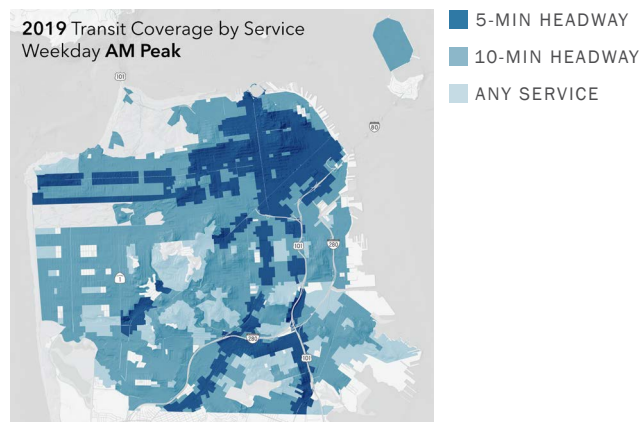 2019 Transit Coverage by Service
Weekday AM Peak
5-MIN HEADWAY
10-MIN HEADWAY
ANY SERVICE
101
80
101
280
1
280
101